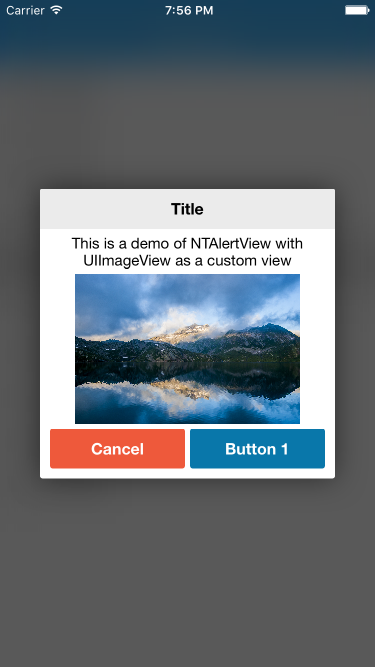 Carrier 7:56 PM
Title
This is a demo of NTAlertView with
UIImageView as a custom view
Cancel Button 1